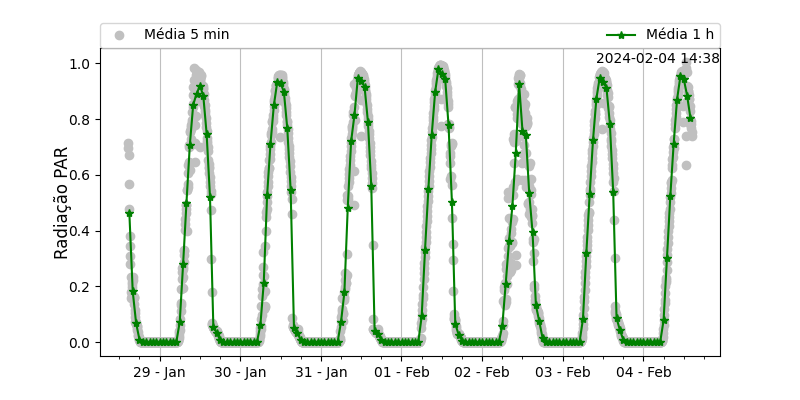 Média 5 min
Média 1 h
2024-02-04 14:38
Radiação PAR
1.0
0.8
0.6
0.4
0.2
0.0
29 - Jan
30 - Jan
31 - Jan
01 - Feb
02 - Feb
03 - Feb
04 - Feb